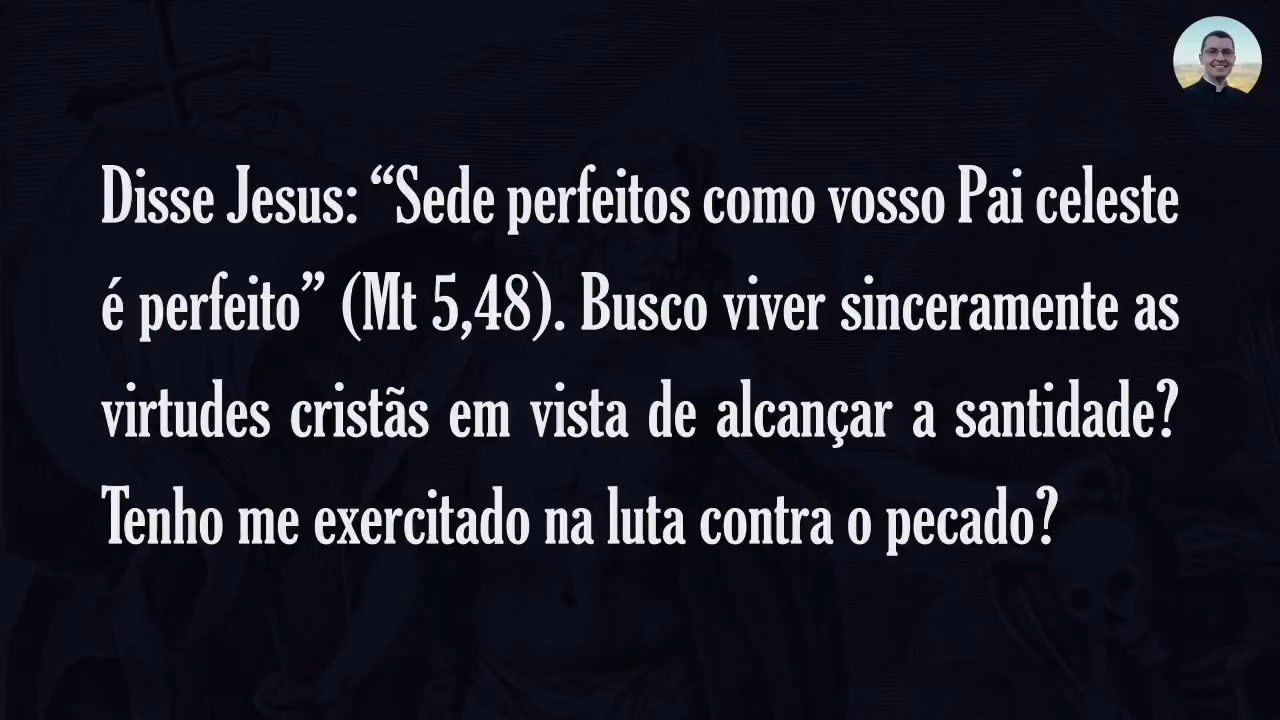 Disse Jesus: “Sede perfeitos como vosso Pai celeste
é perfeito” (Mt 5,48). Busco viver sinceramente as
virtudes cristãs em vista de alcançar a santidade?
Tenho me exercitado na luta contra o pecado?